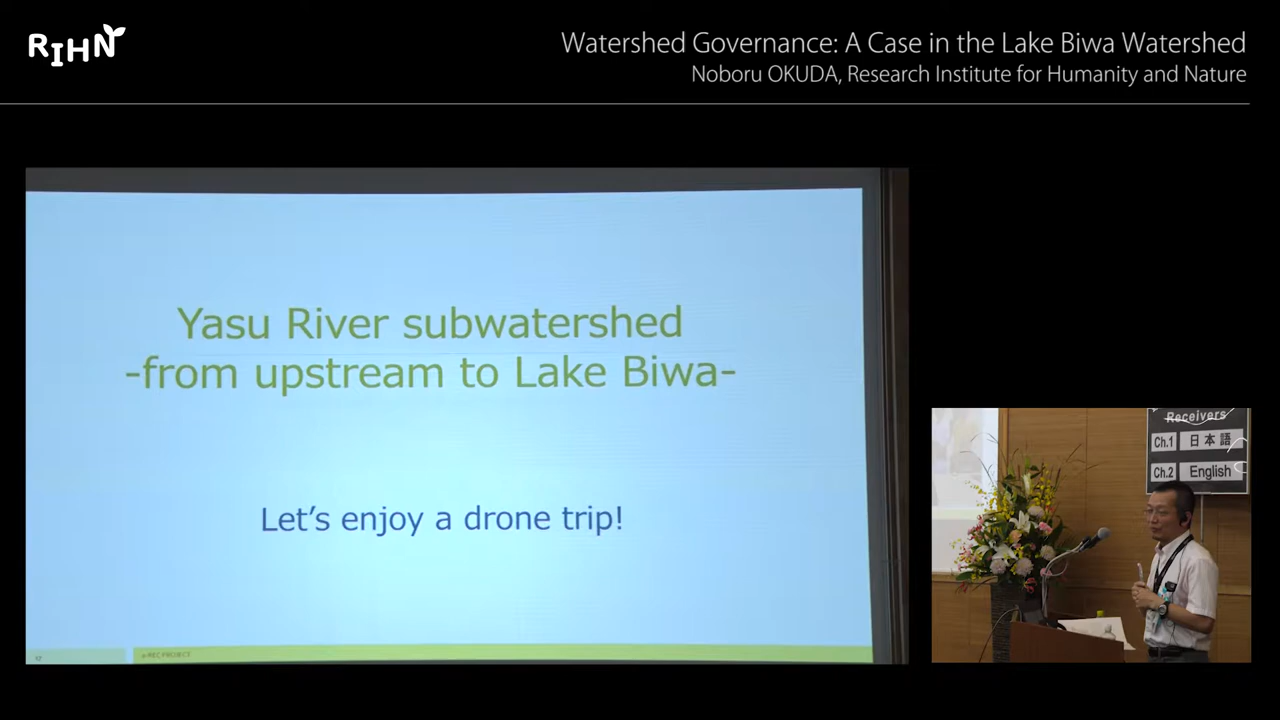 RIHN
Watershed Governance: A Case in the Lake Biwa Watershed
Noboru OKUDA, Research Institute for Humanity and Nature
Yasu River subwatershed
-from upstream to Lake Biwa-
Let's enjoy a drone trip!
e-REC PROJECT
Receivers
Ch.1 日本語
Ch.2 English